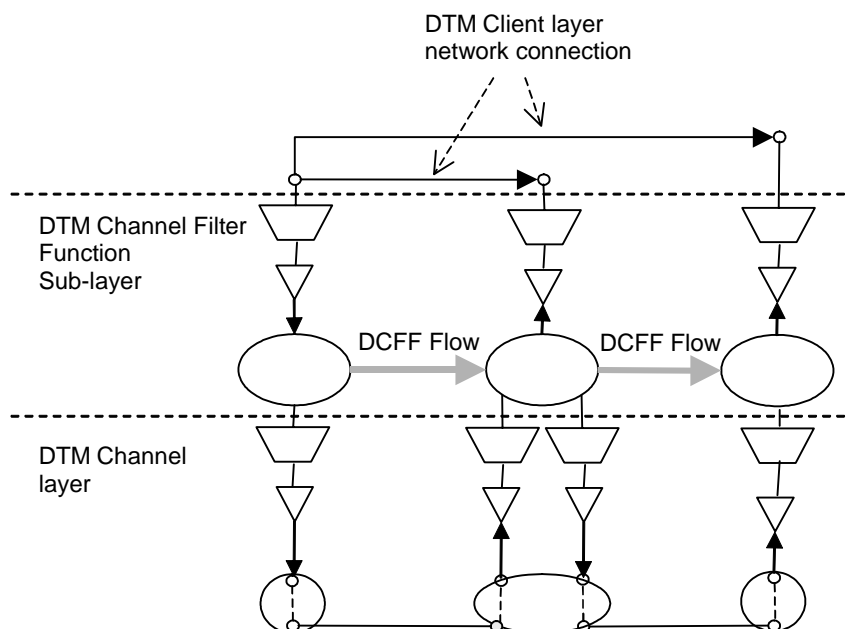 DTM Client layer
network connection
DTM Channel Filter
Function
Sub-layer
DCFF Flow
DCFF Flow
DTM Channel
layer